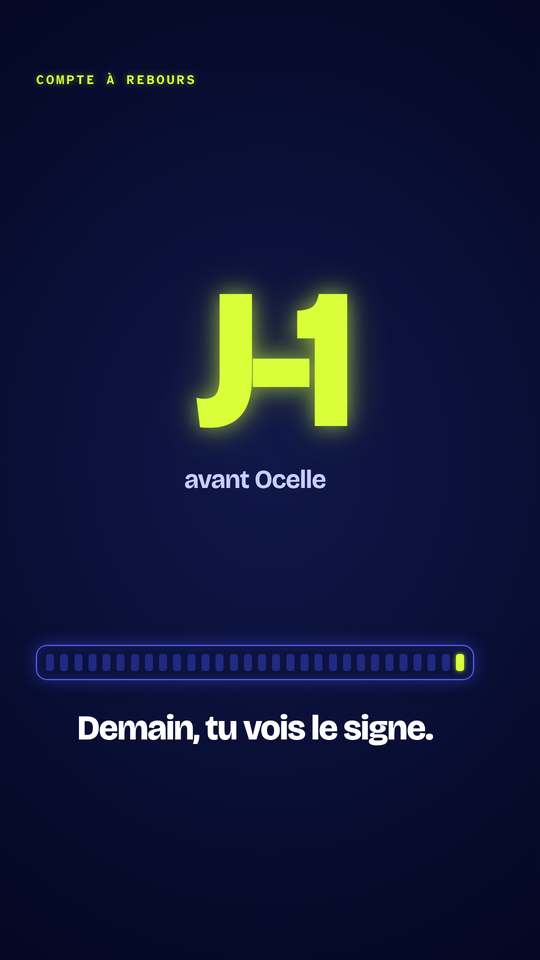 COMPTE À REBOURS
J-1
avant Ocelle
Demain, tu vois le signe.